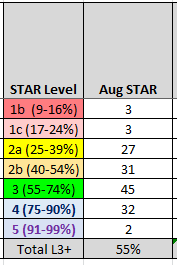 STAR Level Aug STAR
1b (9-16%) 3
1c (17-24%) 3
2a (25-39%) 27
2b (40-54%) 31
3 (55-74%) 45
4 (75-90%) 32
5 (91-99%) 2
Total L3+ 55%